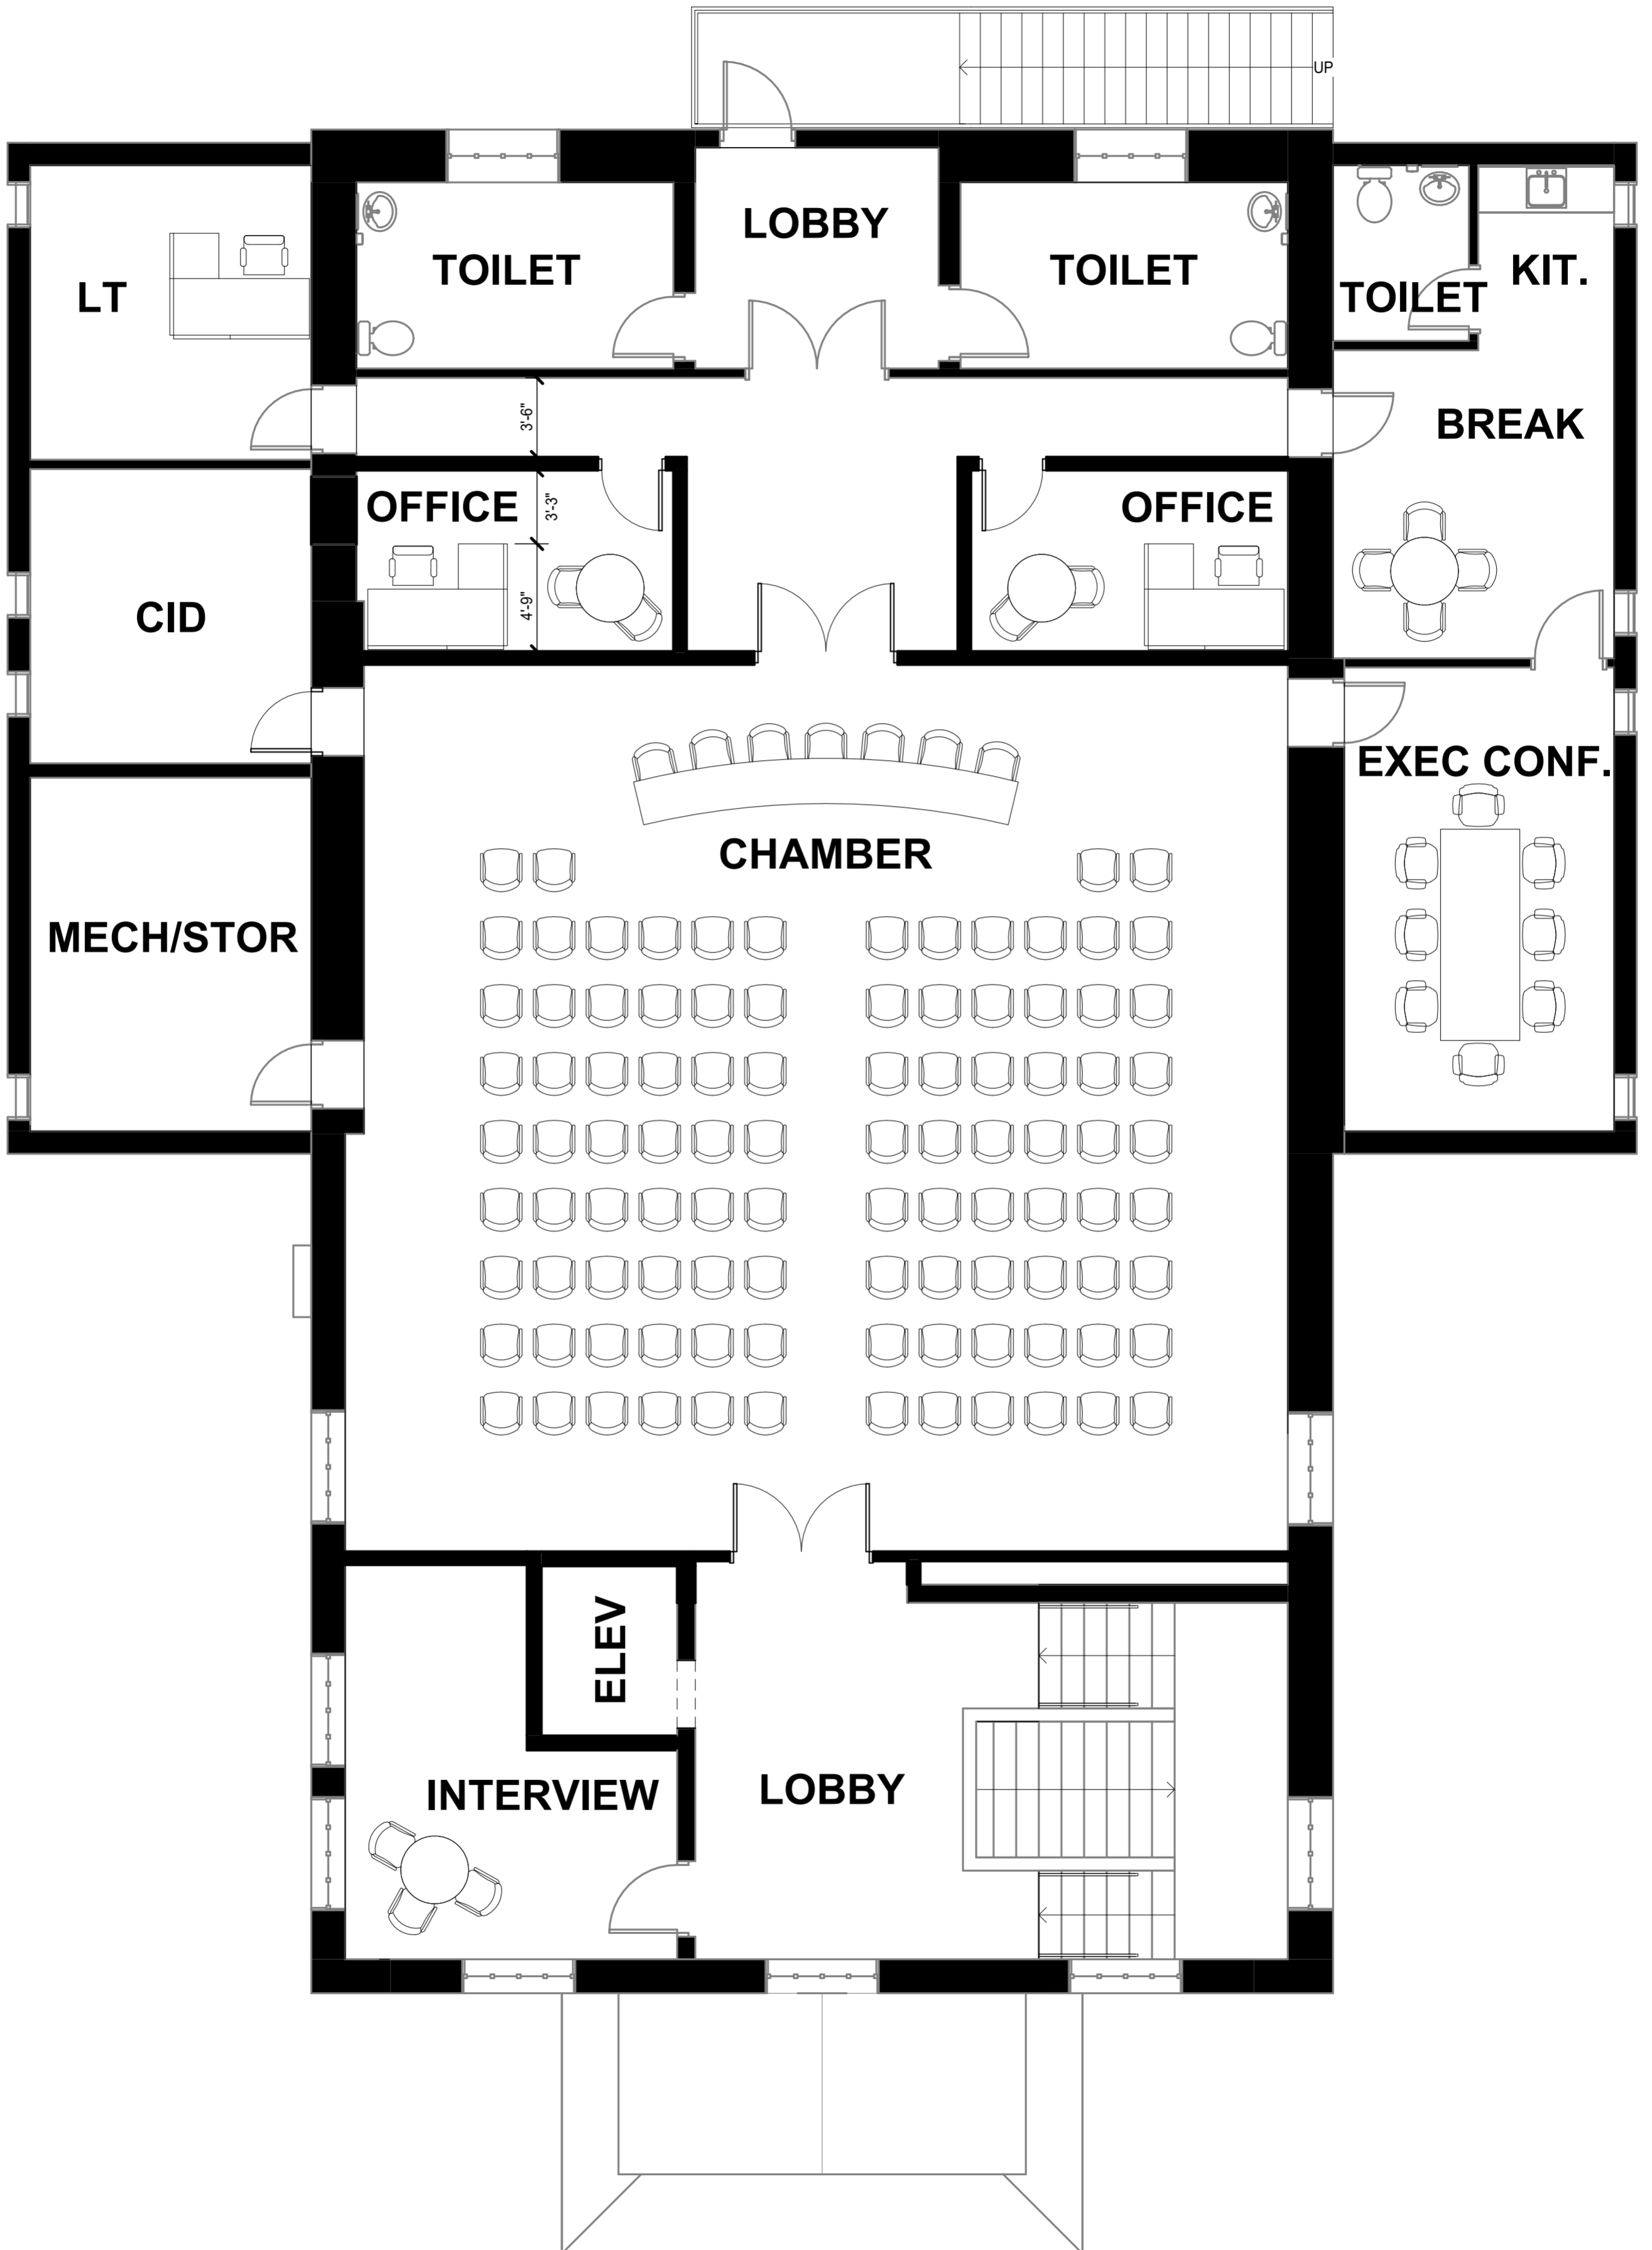 UP
LOBBY
TOILET
TOILET
KIT.
LT
TOILET
3'-6"
BREAK
OFFICE
3'-3"
OFFICE
4'-9"
CID
EXEC CONF.
CHAMBER
MECH/STOR
ELEV
INTERVIEW
LOBBY